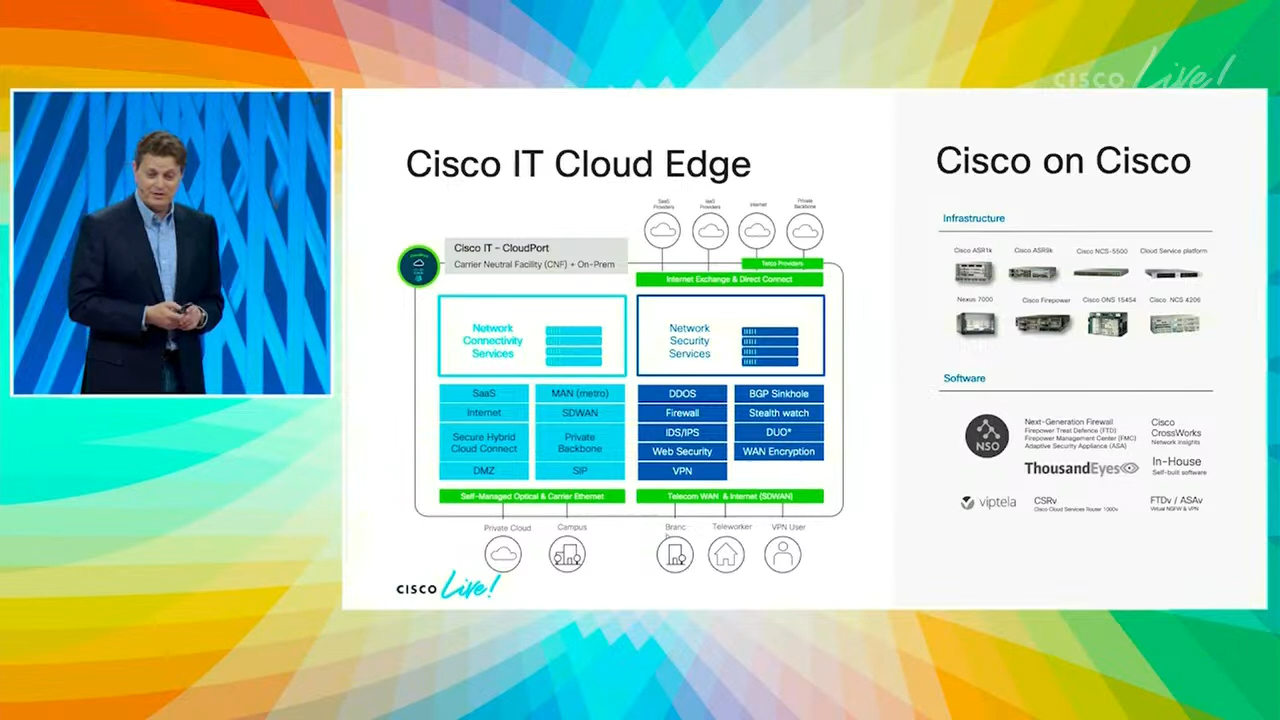 CISCO Live!
Cisco IT Cloud Edge
SaaS
Providers
IaaS
Providers
Internet
Private
Backbone
Cisco IT – CloudPort
Carrier Neutral Facility (CNF) + On-Prem
Telco Providers
Internet Exchange & Direct Connect
Network
Connectivity
Services
Network
Security
Services
SaaS
MAN (metro)
Internet
SDWAN
Secure Hybrid
Cloud Connect
Private
Backbone
DMZ
SIP
DDOS
BGP Sinkhole
Firewall
Stealth watch
IDS/IPS
DUO*
Web Security
WAN Encryption
VPN
Self-Managed Optical & Carrier Ethernet
Telecom WAN & Internet (SDWAN)
Private Cloud
Campus
Branc
Teleworker
VPN User
CISCO Live!
Cisco on Cisco
Infrastructure
Cisco ASR1k
Cisco ASR9k
Cisco NCS-5500
Cloud Service platform
Nexus 7000
Cisco Firepower
Cisco ONS 15454
Cisco NCS 4206
Software
NSO
Next-Generation Firewall
Firepower Treat Defence (FTD)
Firepower Management Center (FMC)
Adaptive Security Appliance (ASA)
Cisco
CrossWorks
Network Insights
ThousandEyes
In-House
Self-built software
viptela
CSRv
Cisco Cloud Services Router 1000v
FTDv / ASAv
Virtual NGFW & VPN